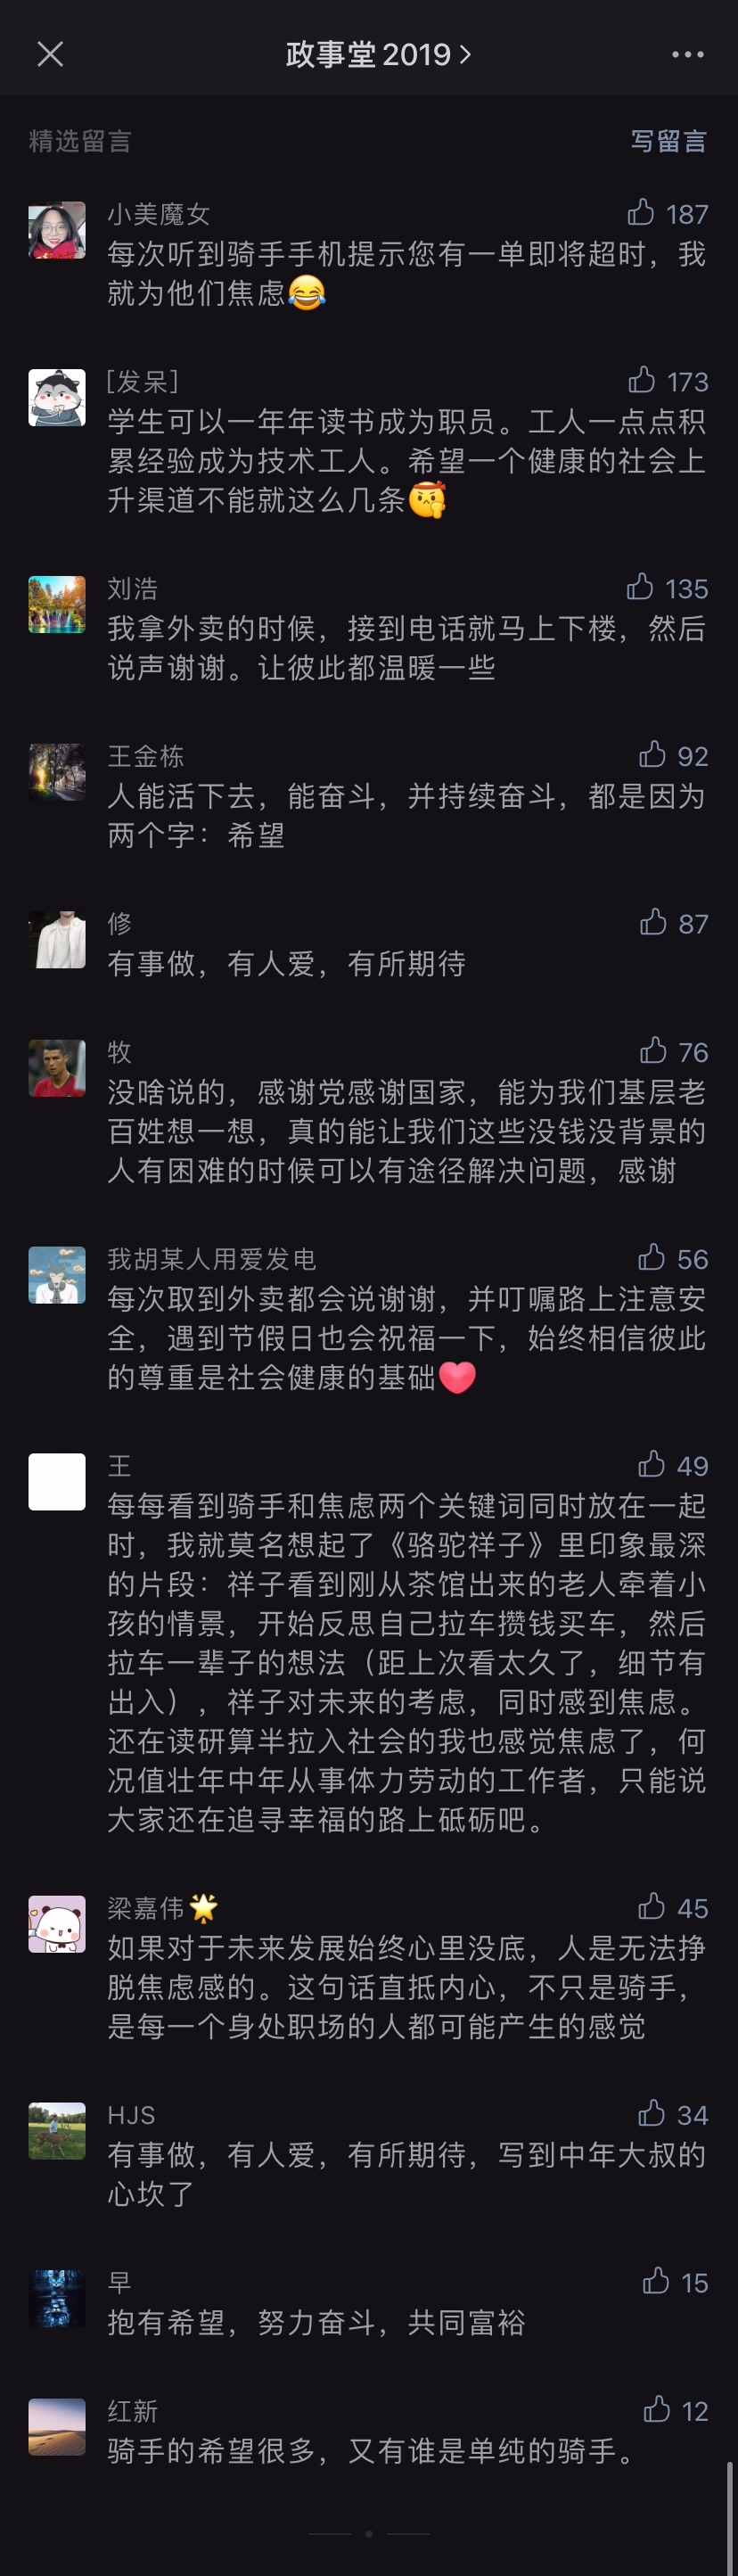 政事堂2019
精选留言
写留言
小美魔女
187
每次听到骑手手机提示您有一单即将超时，我
就为他们焦虑😂
[发呆]
173
学生可以一年年读书成为职员。工人一点点积
累经验成为技术工人。希望一个健康的社会上
升渠道不能就这么几条
刘浩
135
我拿外卖的时候，接到电话就马上下楼，然后
说声谢谢。让彼此都温暖一些
王金栋
92
人能活下去，能奋斗，并持续奋斗，都是因为
两个字：希望
修
87
有事做，有人爱，有所期待
牧
76
没啥说的，感谢党感谢国家，能为我们基层老
百姓想一想，真的能让我们这些没钱没背景的
人有困难的时候可以有途径解决问题，感谢
我胡某人用爱发电
56
每次取到外卖都会说谢谢，并叮嘱路上注意安
全，遇到节假日也会祝福一下，始终相信彼此
的尊重是社会健康的基础❤
王
49
每每看到骑手和焦虑两个关键词同时放在一起
时，我就莫名想起了《骆驼祥子》里印象最深
的片段：祥子看到刚从茶馆出来的老人牵着小
孩的情景，开始反思自己拉车攒钱买车，然后
拉车一辈子的想法（距上次看太久了，细节有
出入），祥子对未来的考虑，同时感到焦虑。
还在读研算半拉入社会的我也感觉焦虑了，何
况值壮年中年从事体力劳动的工作者，只能说
大家还在追寻幸福的路上砥砺吧。
梁嘉伟🌟
45
如果对于未来发展始终心里没底，人是无法挣
脱焦虑感的。这句话直抵内心，不只是骑手，
是每一个身处职场的人都可能产生的感觉
HJS
34
有事做，有人爱，有所期待，写到中年大叔的
心坎了
早
15
抱有希望，努力奋斗，共同富裕
红新
12
骑手的希望很多，又有谁是单纯的骑手。